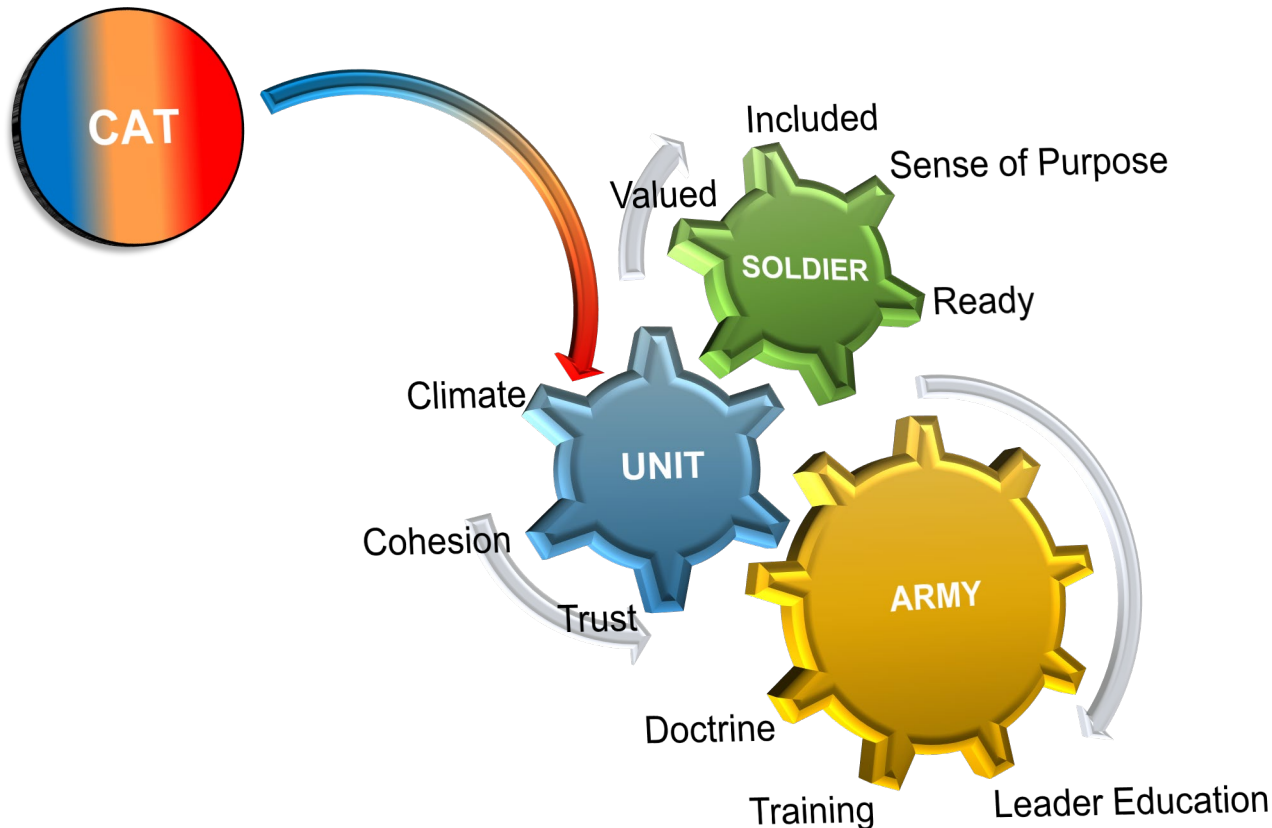 CAT
Included
Sense of Purpose
Valued
SOLDIER
Ready
Climate
UNIT
Cohesion
Trust
ARMY
Doctrine
Training
Leader Education